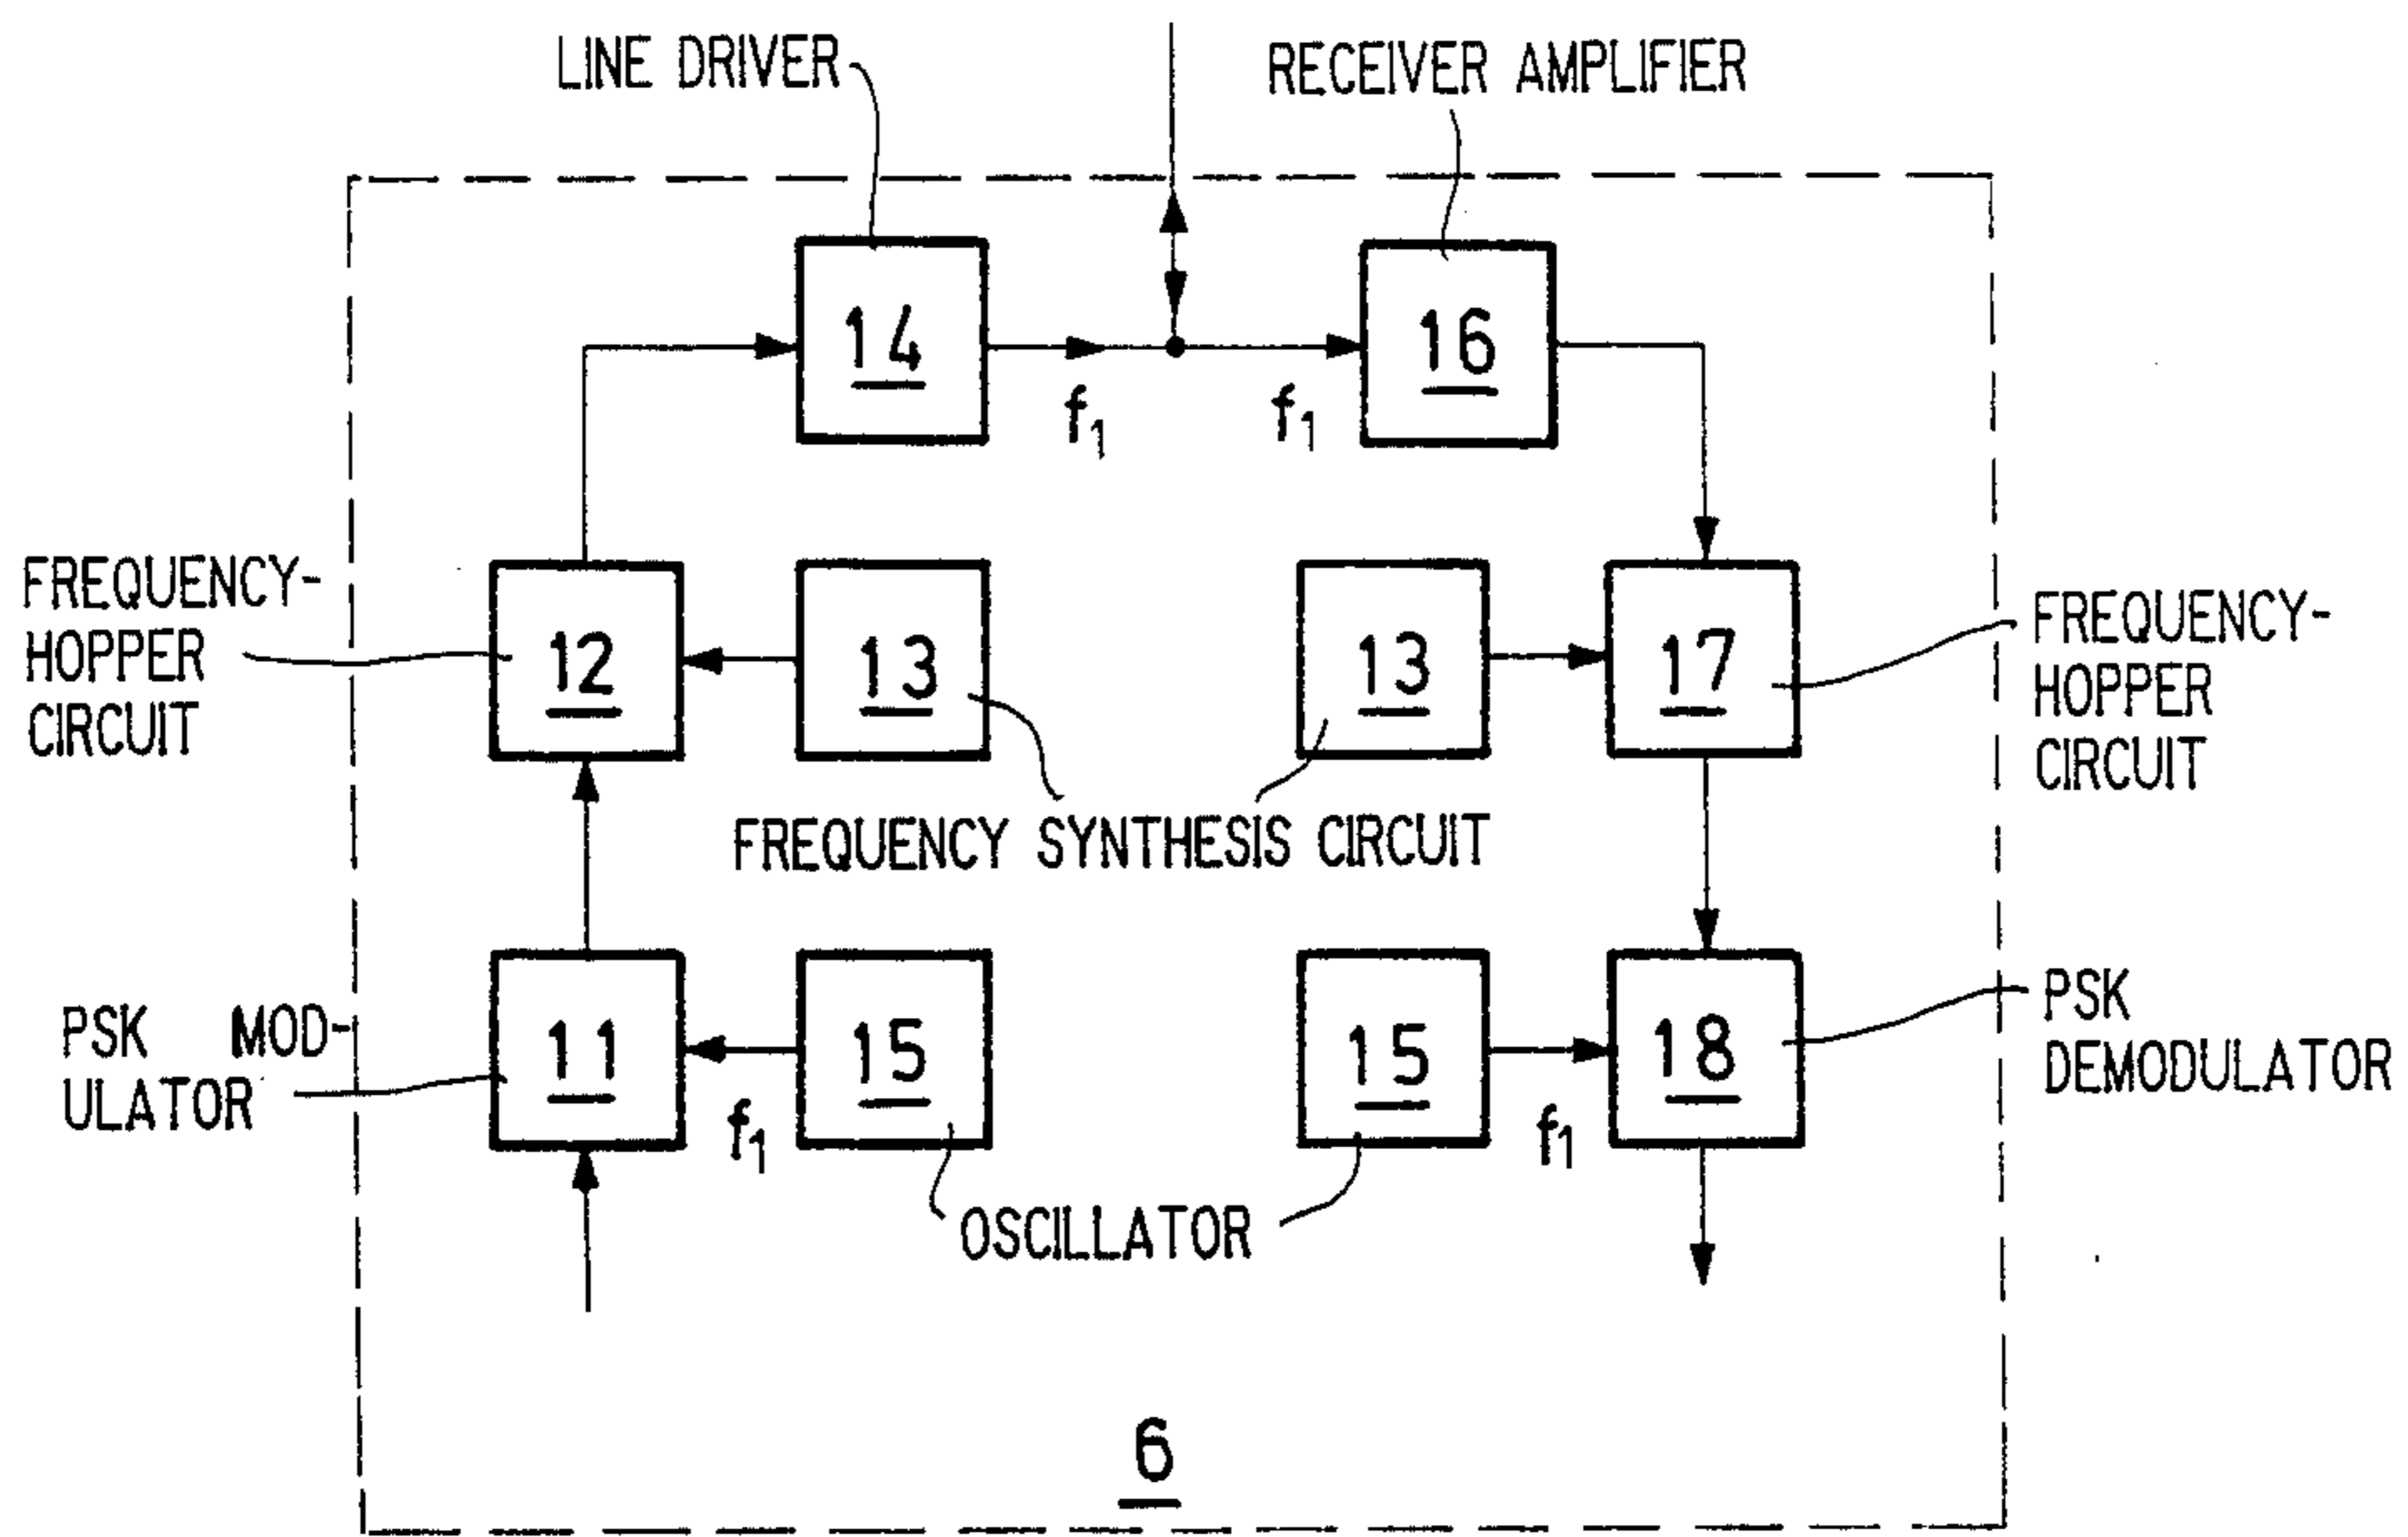 LINE DRIVER
RECEIVER AMPLIFIER
14
16
f1
f1
FREQUENCY-
HOPPER
CIRCUIT
12
13
13
17
FREQUENCY-
HOPPER
CIRCUIT
FREQUENCY SYNTHESIS CIRCUIT
PSK MOD-
ULATOR
11
15
15
18
PSK
DEMODULATOR
f1
f1
OSCILLATOR
6